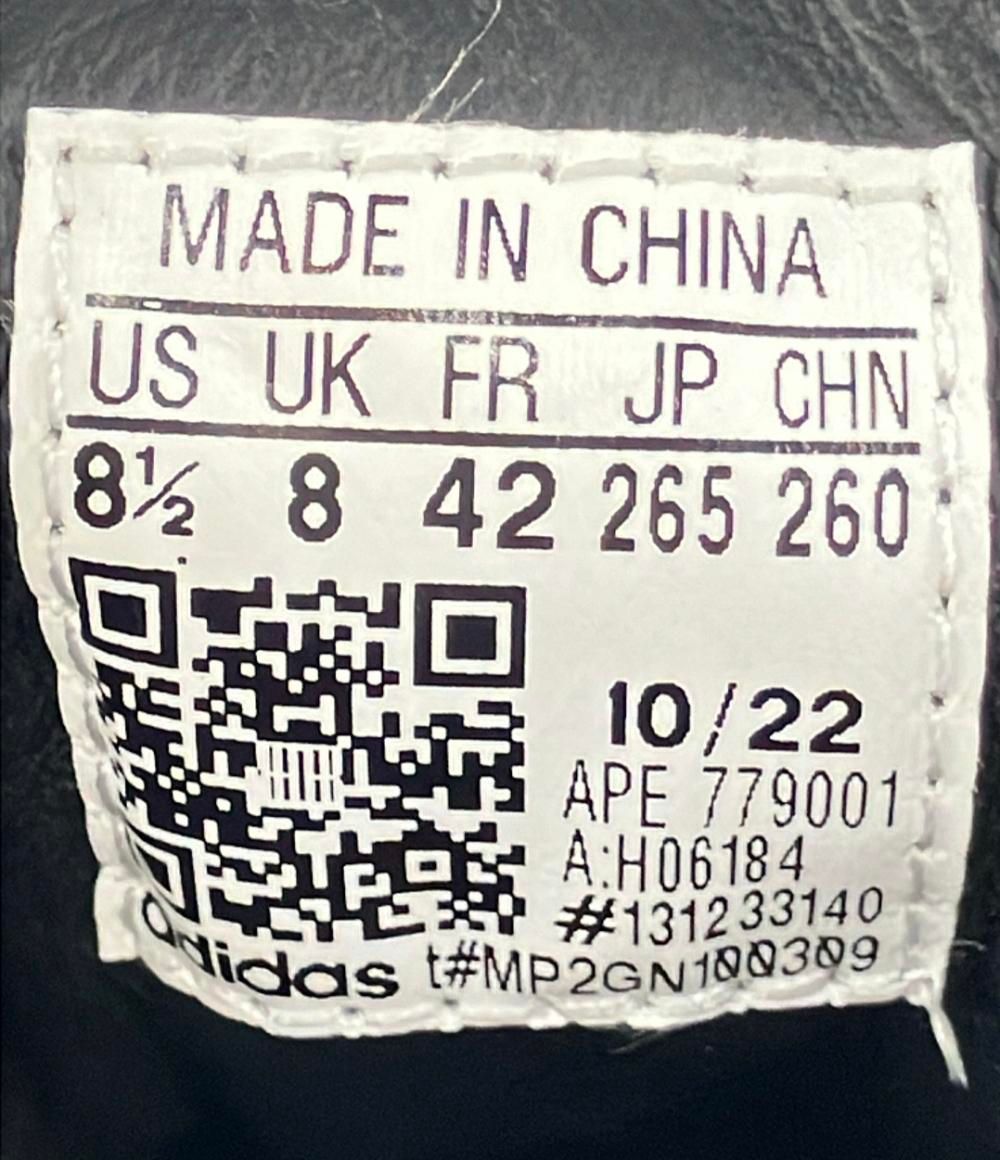 MADE IN CHINA
US UK FR JP CHN
8½ 8 42 265 260
10/22
APE 779001
A:H06184
#131233140
adidas t#MP2GN100309